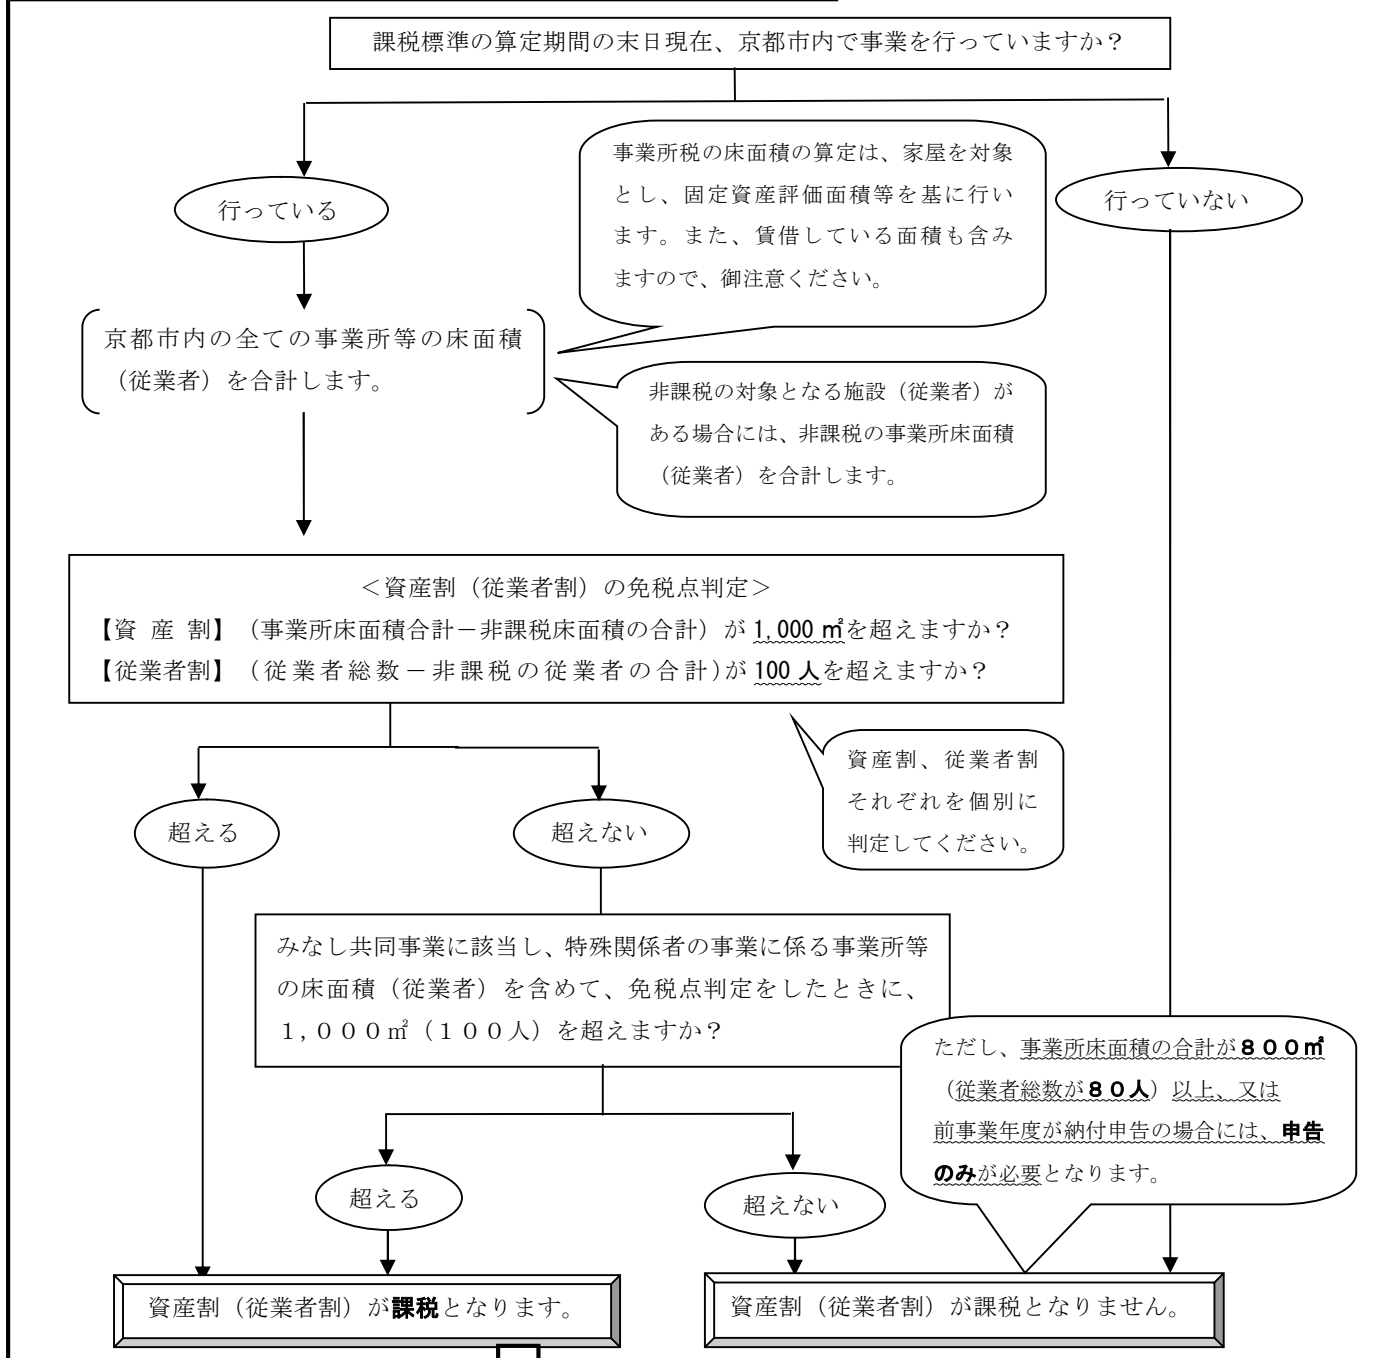 課税標準の算定期間の末日現在、京都市内で事業を行っていますか？
事業所税の床面積の算定は、家屋を対象
とし、固定資産評価面積等を基に行い
ます。また、賃借している面積も含み
ますので、御注意ください。
行っている
行っていない
京都市内の全ての事業所等の床面積
（従業者）を合計します。
非課税の対象となる施設（従業者）が
ある場合には、非課税の事業所床面積
（従業者）を合計します。
＜資産割（従業者割）の免税点判定＞
【資 産 割】（事業所床面積合計－非課税床面積の合計）が 1,000 ㎡を超えますか？
【従業者割】（従業者総数－非課税の従業者の合計)が 100 人を超えますか？
資産割、従業者割
それぞれを個別に
判定してください。
超える
超えない
みなし共同事業に該当し、特殊関係者の事業に係る事業所等
の床面積（従業者）を含めて、免税点判定をしたときに、
１,０００㎡（１００人）を超えますか？
ただし、事業所床面積の合計が８００㎡
（従業者総数が８０人）以上、又は
前事業年度が納付申告の場合には、申告
のみが必要となります。
超える
超えない
資産割（従業者割）が課税となります。
資産割（従業者割）が課税となりません。